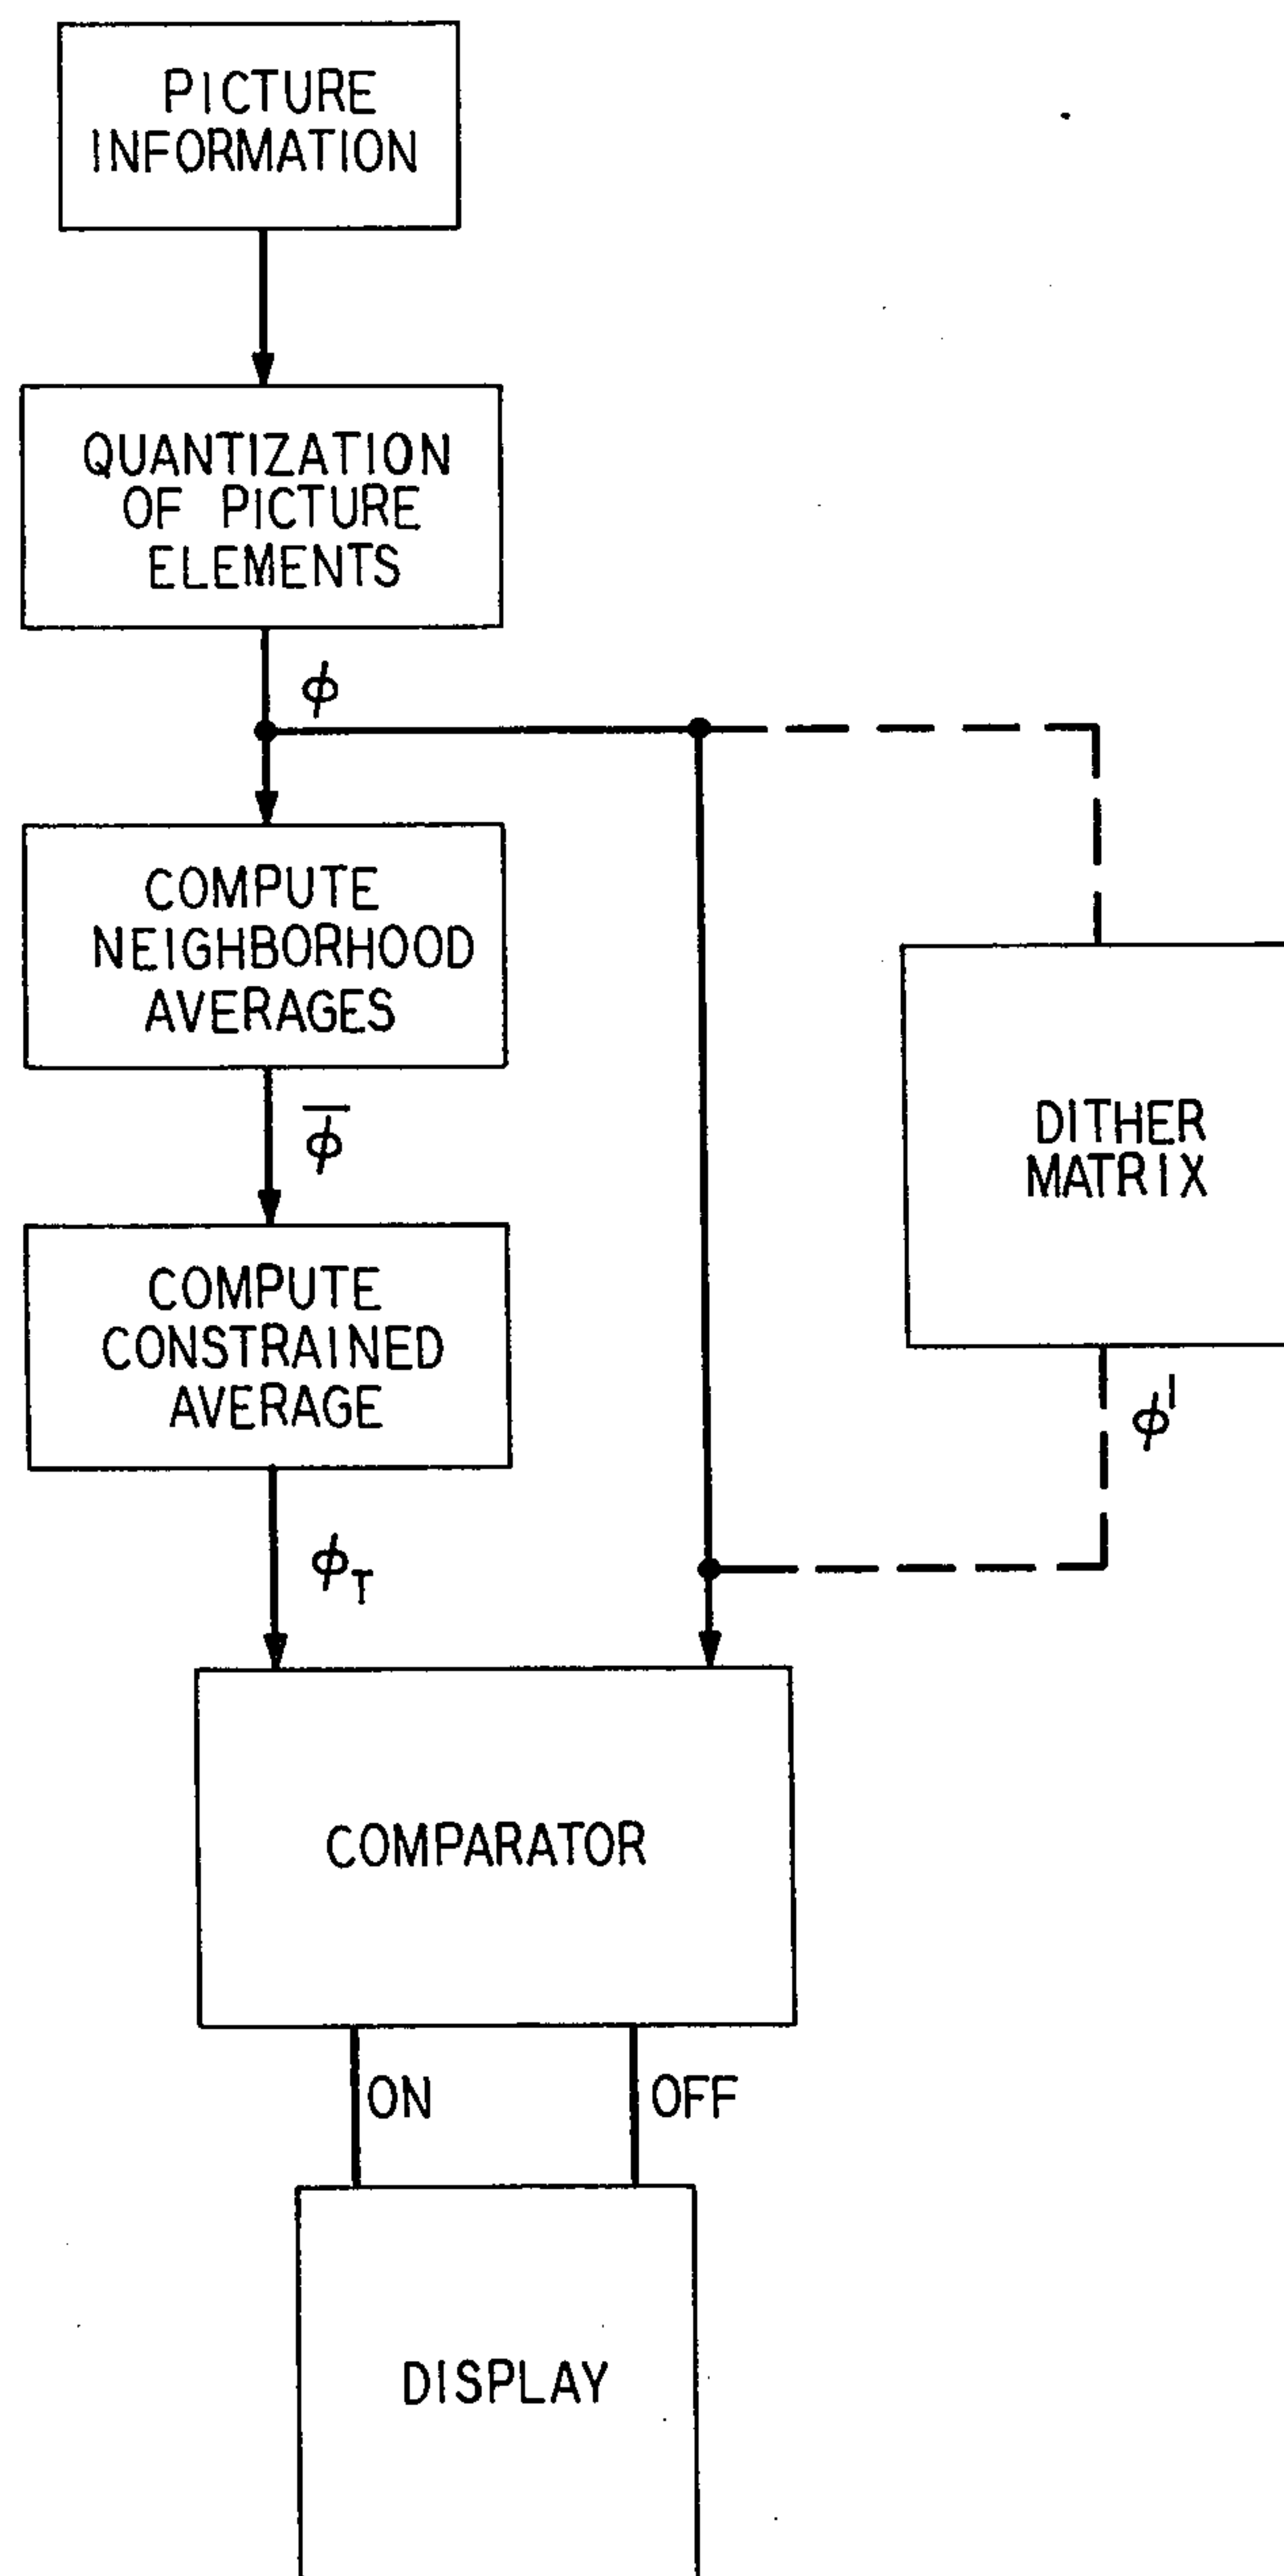 PICTURE
INFORMATION
QUANTIZATION
OF PICTURE
ELEMENTS
ϕ
COMPUTE
NEIGHBORHOOD
AVERAGES
ϕ̅
DITHER
MATRIX
COMPUTE
CONSTRAINED
AVERAGE
ϕ'
ϕT
COMPARATOR
ON OFF
DISPLAY